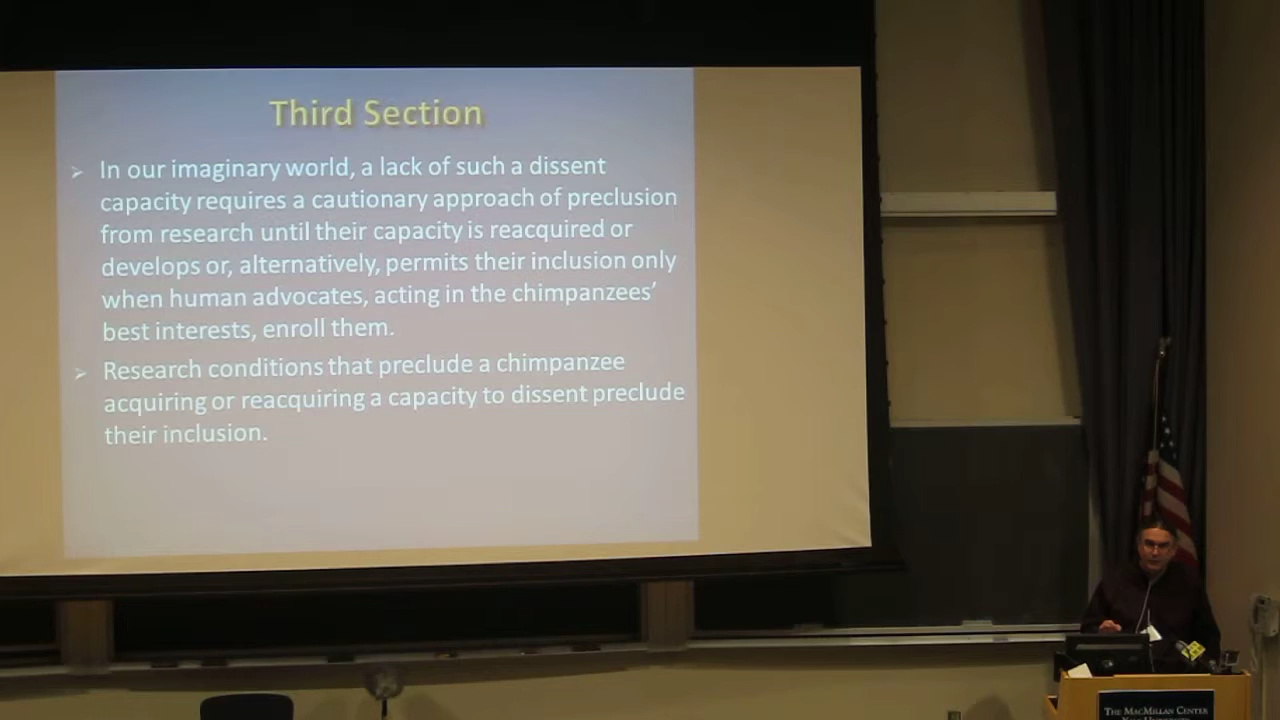 Third Section
In our imaginary world, a lack of such a dissent
capacity requires a cautionary approach of preclusion
from research until their capacity is reacquired or
develops or, alternatively, permits their inclusion only
when human advocates, acting in the chimpanzees’
best interests, enroll them.
Research conditions that preclude a chimpanzee
acquiring or reacquiring a capacity to dissent preclude
their inclusion.
THE MACMILLAN CENTER